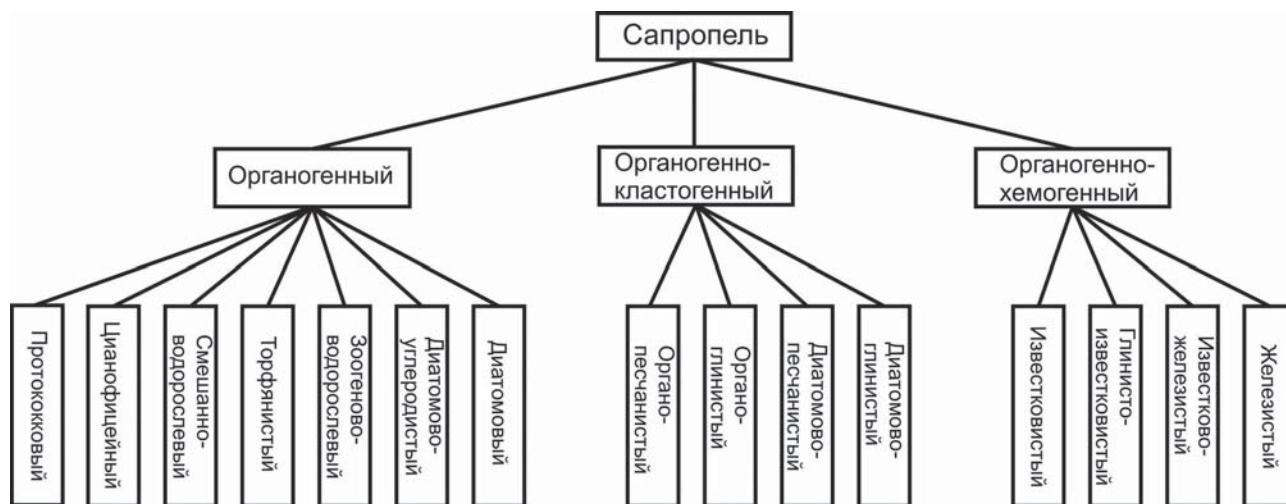 Сапропель
Органогенный
Органогенно-
кластогенный
Органогенно-
хемогенный
Протококковый
Цианофицейный
Смешанно-
водорослевый
Торфянистый
Зоогеново-
водорослевый
Диатомово-
углеродистый
Диатомовый
Органо-
песчанистый
Органо-
глинистый
Диатомово-
песчанистый
Диатомово-
глинистый
Известковистый
Глинисто-
известковистый
Известково-
железистый
Железистый